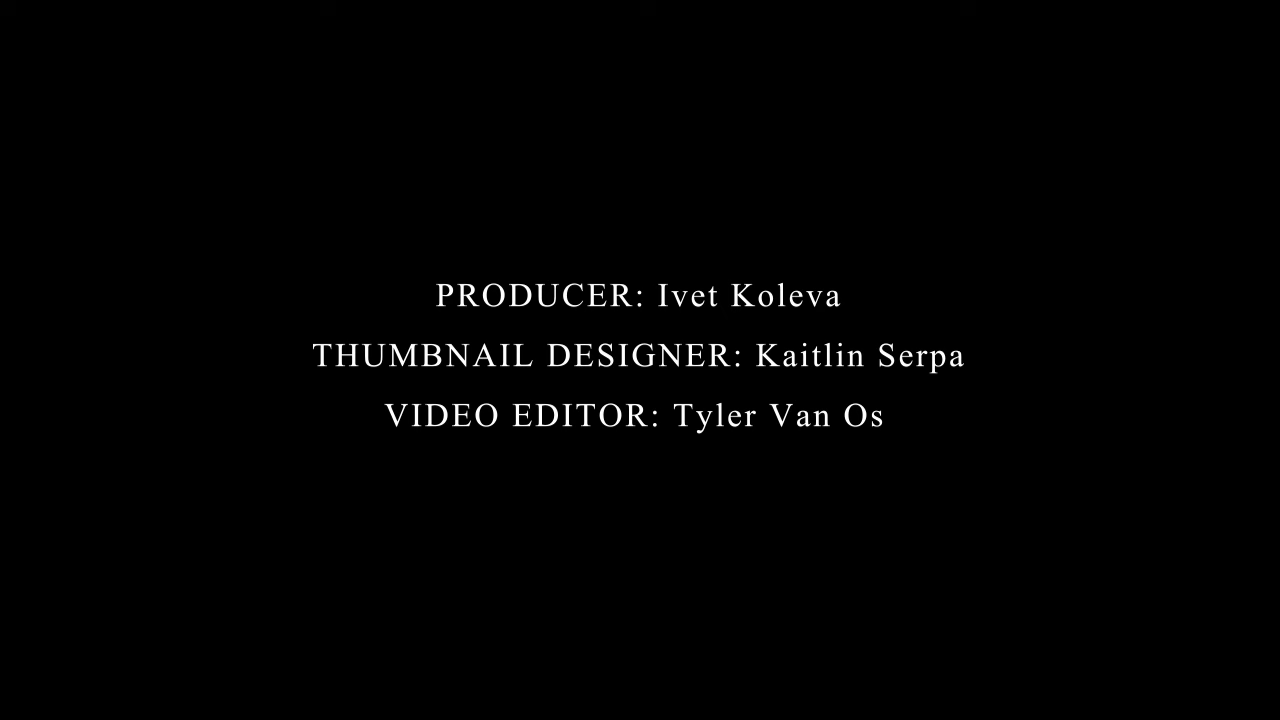 PRODUCER: Ivet Koleva
THUMBNAIL DESIGNER: Kaitlin Serpa
VIDEO EDITOR: Tyler Van Os